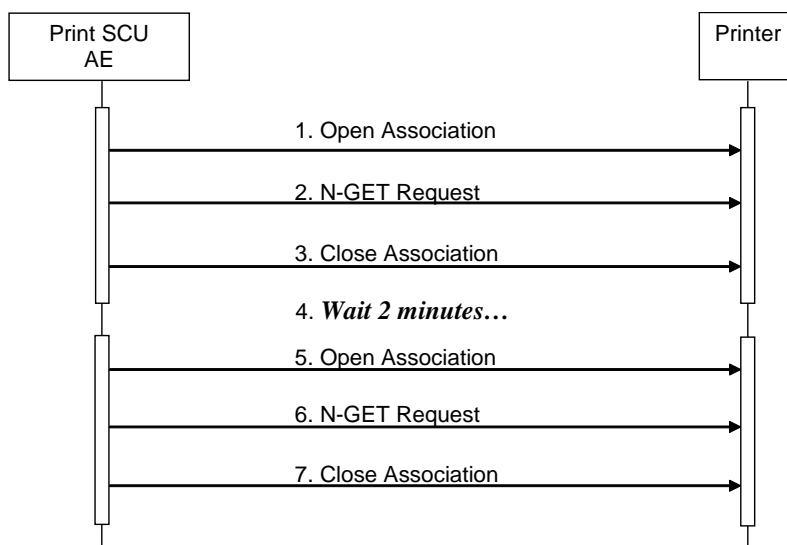 Print SCU
AE
Printer
1. Open Association
2. N-GET Request
3. Close Association
4. Wait 2 minutes…
5. Open Association
6. N-GET Request
7. Close Association